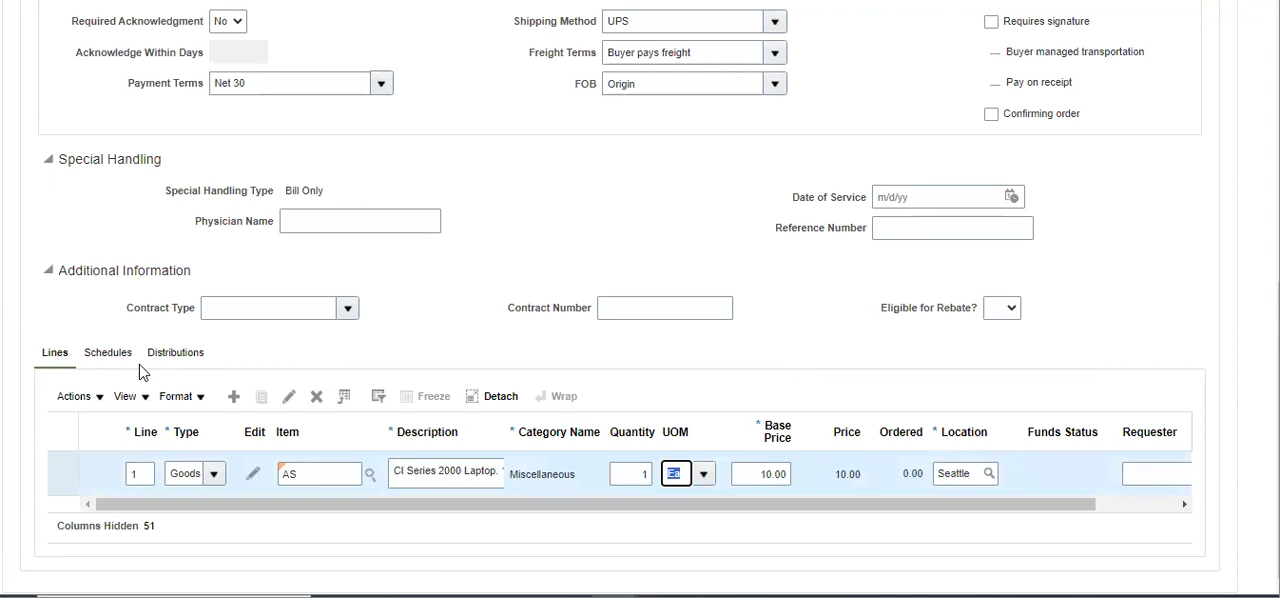 Required Acknowledgment No Shipping Method UPS Requires signature
Acknowledge Within Days Freight Terms Buyer pays freight Buyer managed transportation
Payment Terms Net 30 FOB Origin Pay on receipt
Confirming order
Special Handling
Special Handling Type Bill Only Date of Service m/d/yy
Physician Name Reference Number
Additional Information
Contract Type Contract Number Eligible for Rebate?
Lines Schedules Distributions
Actions View Format Freeze Detach Wrap
* Line * Type Edit Item * Description * Category Name Quantity UOM * Base Price Price Ordered * Location Funds Status Requester
1 Goods AS CI Series 2000 Laptop. Miscellaneous 1 Ea 10.00 10.00 0.00 Seattle
Columns Hidden 51